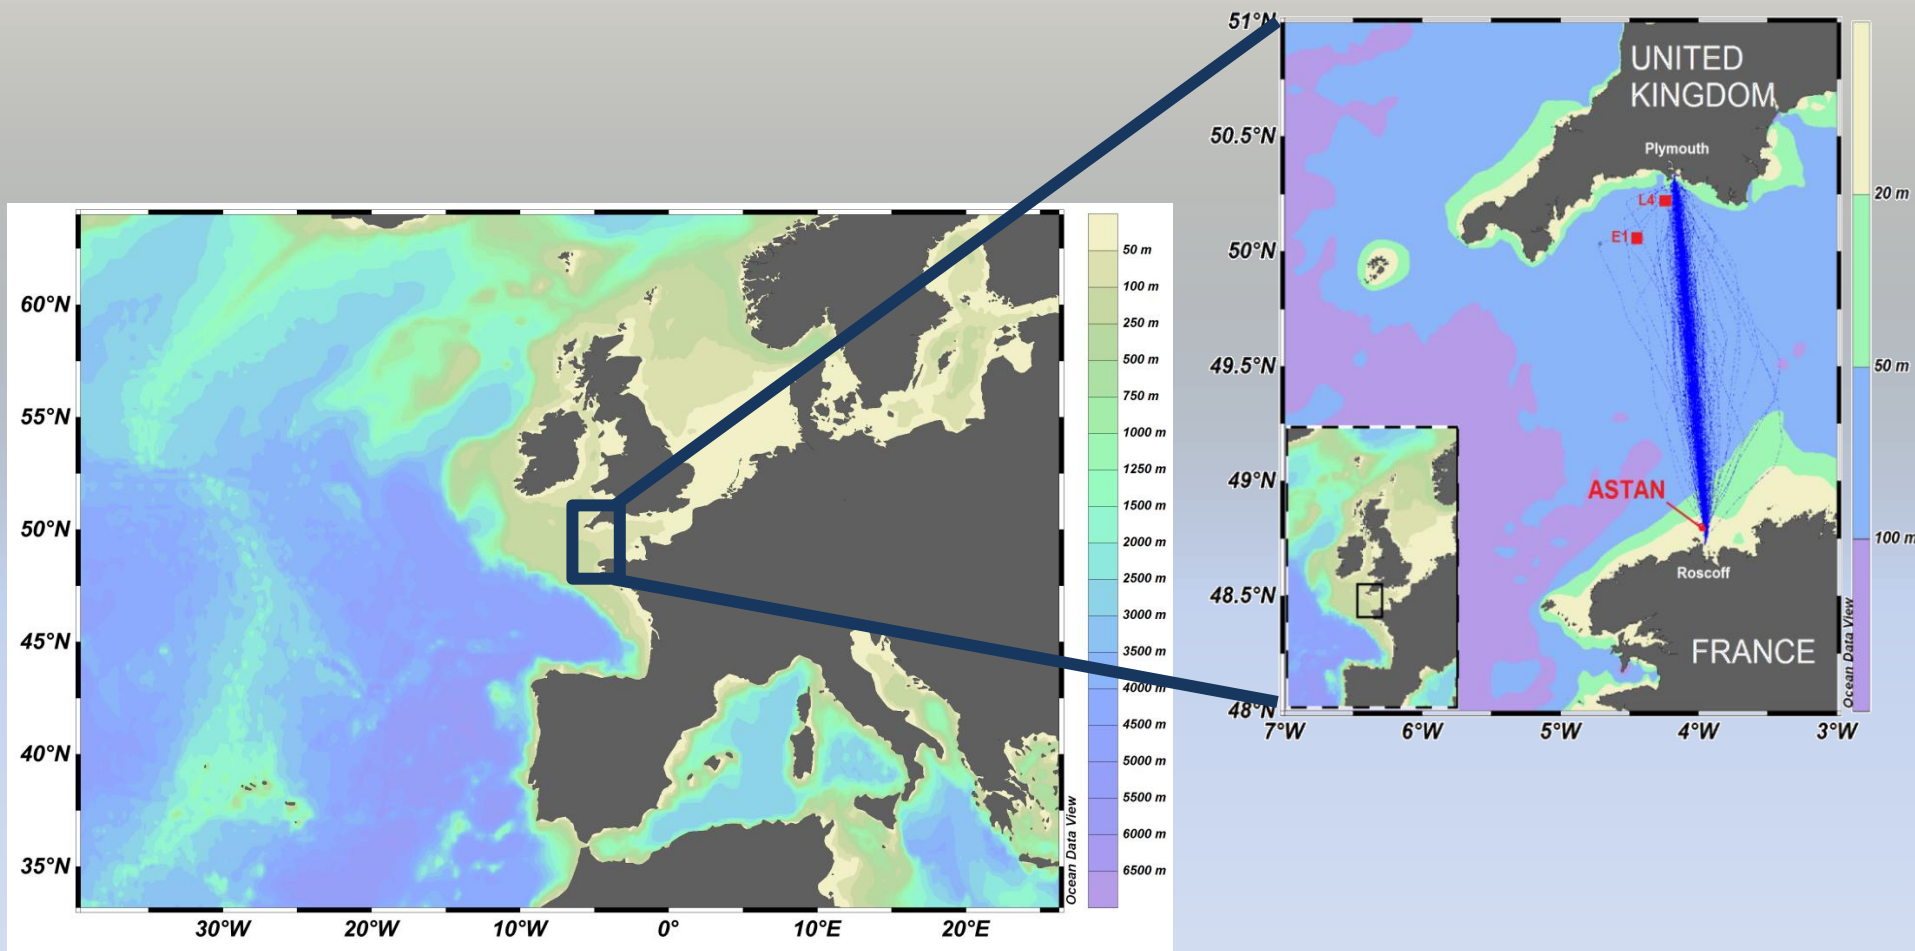 60°N
55°N
50°N
45°N
40°N
35°N
30°W
20°W
10°W
0°
10°E
20°E
50 m
100 m
250 m
500 m
750 m
1000 m
1250 m
1500 m
2000 m
2500 m
3000 m
3500 m
4000 m
4500 m
5000 m
5500 m
6000 m
6500 m
Ocean Data View
51°N
50.5°N
50°N
49.5°N
49°N
48.5°N
48°N
7°W
6°W
5°W
4°W
3°W
UNITED
KINGDOM
Plymouth
L4
E1
ASTAN
Roscoff
FRANCE
20 m
50 m
100 m
Ocean Data View